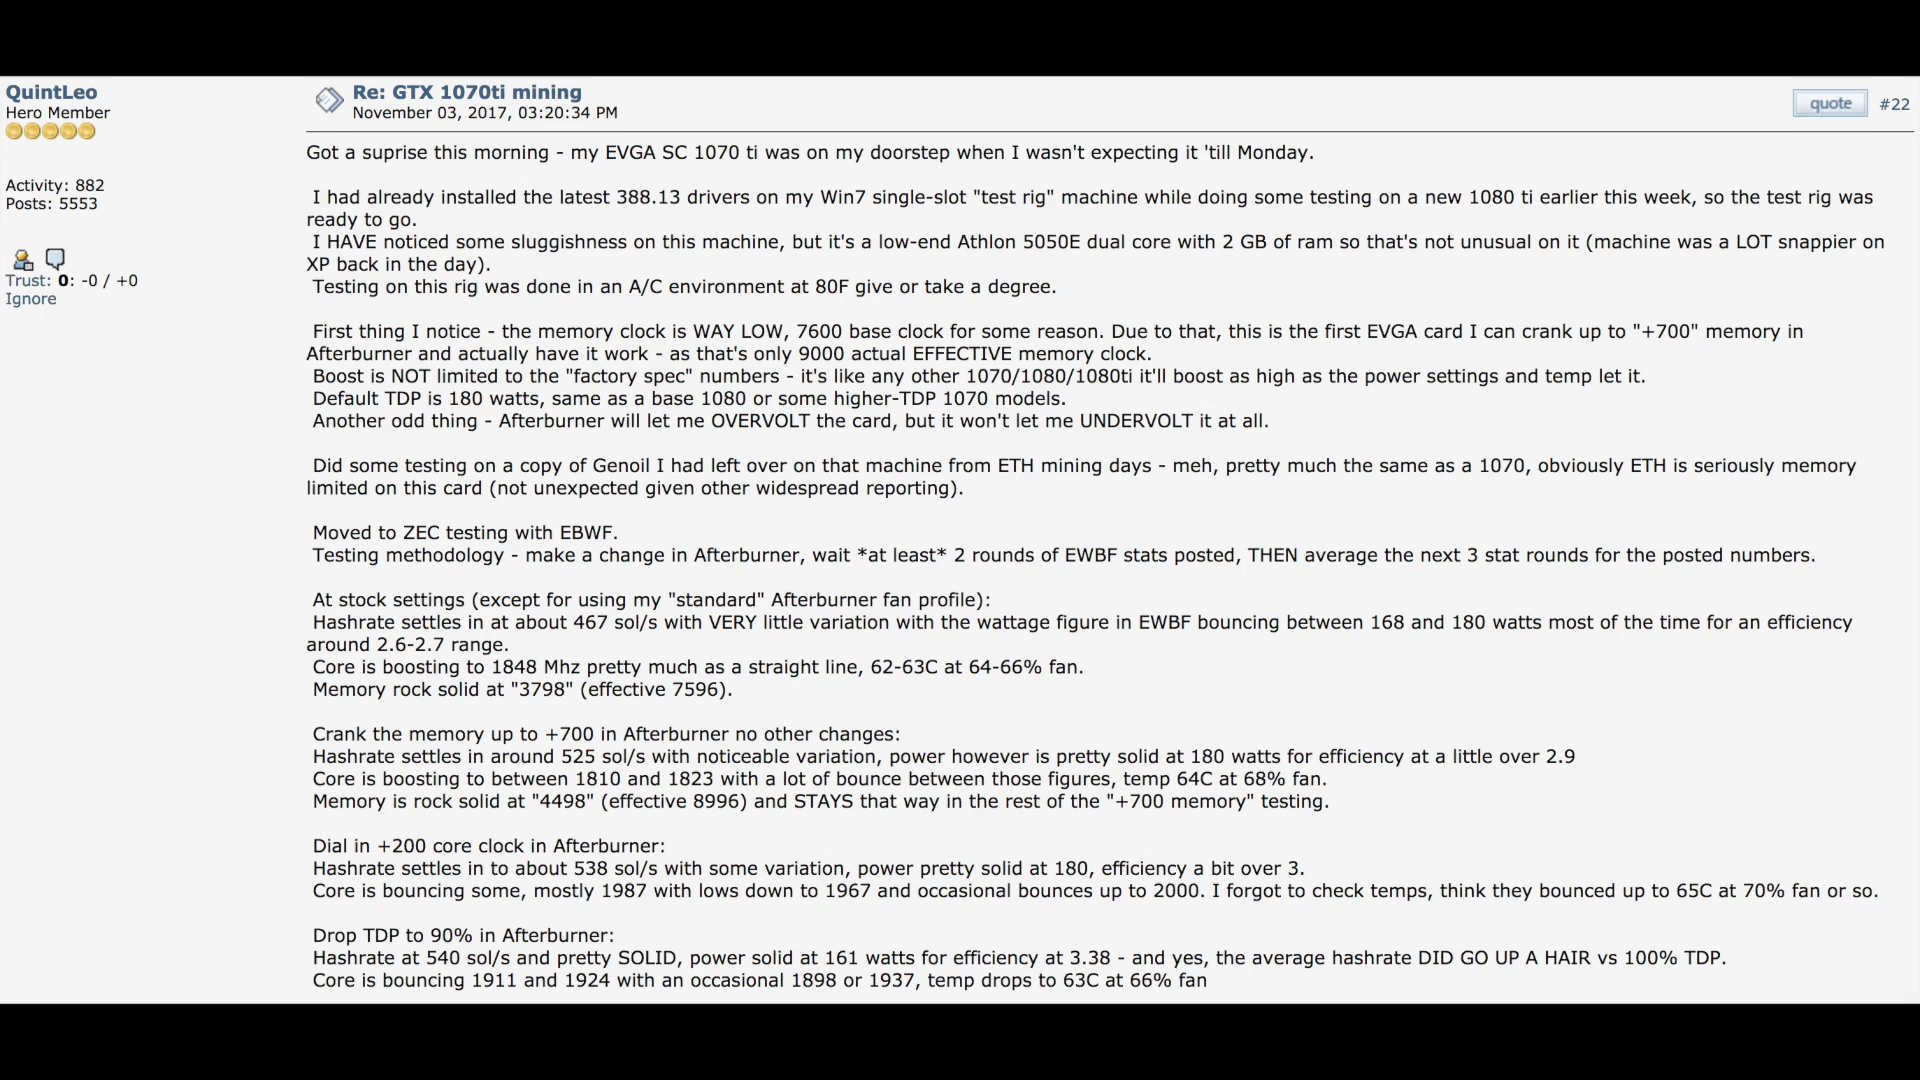 QuintLeo
Hero Member
Activity: 882
Posts: 5553
Trust: 0: -0 / +0
Ignore
Re: GTX 1070ti mining
November 03, 2017, 03:20:34 PM
quote #22
Got a suprise this morning - my EVGA SC 1070 ti was on my doorstep when I wasn't expecting it 'till Monday.
I had already installed the latest 388.13 drivers on my Win7 single-slot "test rig" machine while doing some testing on a new 1080 ti earlier this week, so the test rig was
ready to go.
I HAVE noticed some sluggishness on this machine, but it's a low-end Athlon 5050E dual core with 2 GB of ram so that's not unusual on it (machine was a LOT snappier on
XP back in the day).
Testing on this rig was done in an A/C environment at 80F give or take a degree.
First thing I notice - the memory clock is WAY LOW, 7600 base clock for some reason. Due to that, this is the first EVGA card I can crank up to "+700" memory in
Afterburner and actually have it work - as that's only 9000 actual EFFECTIVE memory clock.
Boost is NOT limited to the "factory spec" numbers - it's like any other 1070/1080/1080ti it'll boost as high as the power settings and temp let it.
Default TDP is 180 watts, same as a base 1080 or some higher-TDP 1070 models.
Another odd thing - Afterburner will let me OVERVOLT the card, but it won't let me UNDERVOLT it at all.
Did some testing on a copy of Genoil I had left over on that machine from ETH mining days - meh, pretty much the same as a 1070, obviously ETH is seriously memory
limited on this card (not unexpected given other widespread reporting).
Moved to ZEC testing with EBWF.
Testing methodology - make a change in Afterburner, wait *at least* 2 rounds of EWBF stats posted, THEN average the next 3 stat rounds for the posted numbers.
At stock settings (except for using my "standard" Afterburner fan profile):
Hashrate settles in at about 467 sol/s with VERY little variation with the wattage figure in EWBF bouncing between 168 and 180 watts most of the time for an efficiency
around 2.6-2.7 range.
Core is boosting to 1848 Mhz pretty much as a straight line, 62-63C at 64-66% fan.
Memory rock solid at "3798" (effective 7596).
Crank the memory up to +700 in Afterburner no other changes:
Hashrate settles in around 525 sol/s with noticeable variation, power however is pretty solid at 180 watts for efficiency at a little over 2.9
Core is boosting to between 1810 and 1823 with a lot of bounce between those figures, temp 64C at 68% fan.
Memory is rock solid at "4498" (effective 8996) and STAYS that way in the rest of the "+700 memory" testing.
Dial in +200 core clock in Afterburner:
Hashrate settles in to about 538 sol/s with some variation, power pretty solid at 180, efficiency a bit over 3.
Core is bouncing some, mostly 1987 with lows down to 1967 and occasional bounces up to 2000. I forgot to check temps, think they bounced up to 65C at 70% fan or so.
Drop TDP to 90% in Afterburner:
Hashrate at 540 sol/s and pretty SOLID, power solid at 161 watts for efficiency at 3.38 - and yes, the average hashrate DID GO UP A HAIR vs 100% TDP.
Core is bouncing 1911 and 1924 with an occasional 1898 or 1937, temp drops to 63C at 66% fan